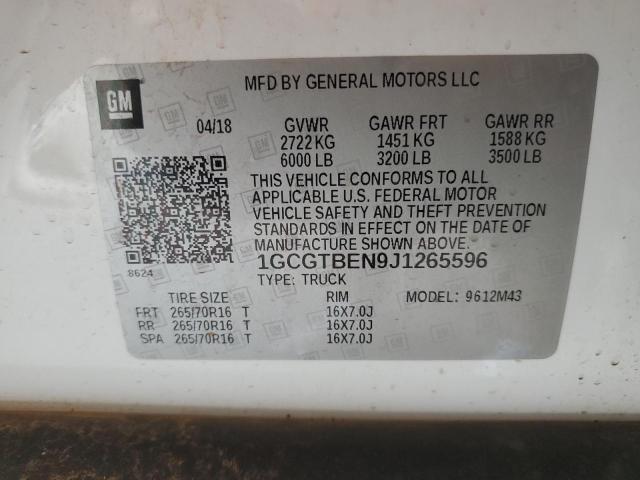 GM
MFD BY GENERAL MOTORS LLC
04/18 GVWR GAWR FRT GAWR RR
2722 KG 1451 KG 1588 KG
6000 LB 3200 LB 3500 LB
THIS VEHICLE CONFORMS TO ALL
APPLICABLE U.S. FEDERAL MOTOR
VEHICLE SAFETY AND THEFT PREVENTION
STANDARDS IN EFFECT ON THE DATE OF
MANUFACTURE SHOWN ABOVE.
8624 1GCGTBEN9J1265596
TYPE: TRUCK
TIRE SIZE RIM MODEL: 9612M43
FRT 265/70R16 T 16X7.0J
RR 265/70R16 T 16X7.0J
SPA 265/70R16 T 16X7.0J